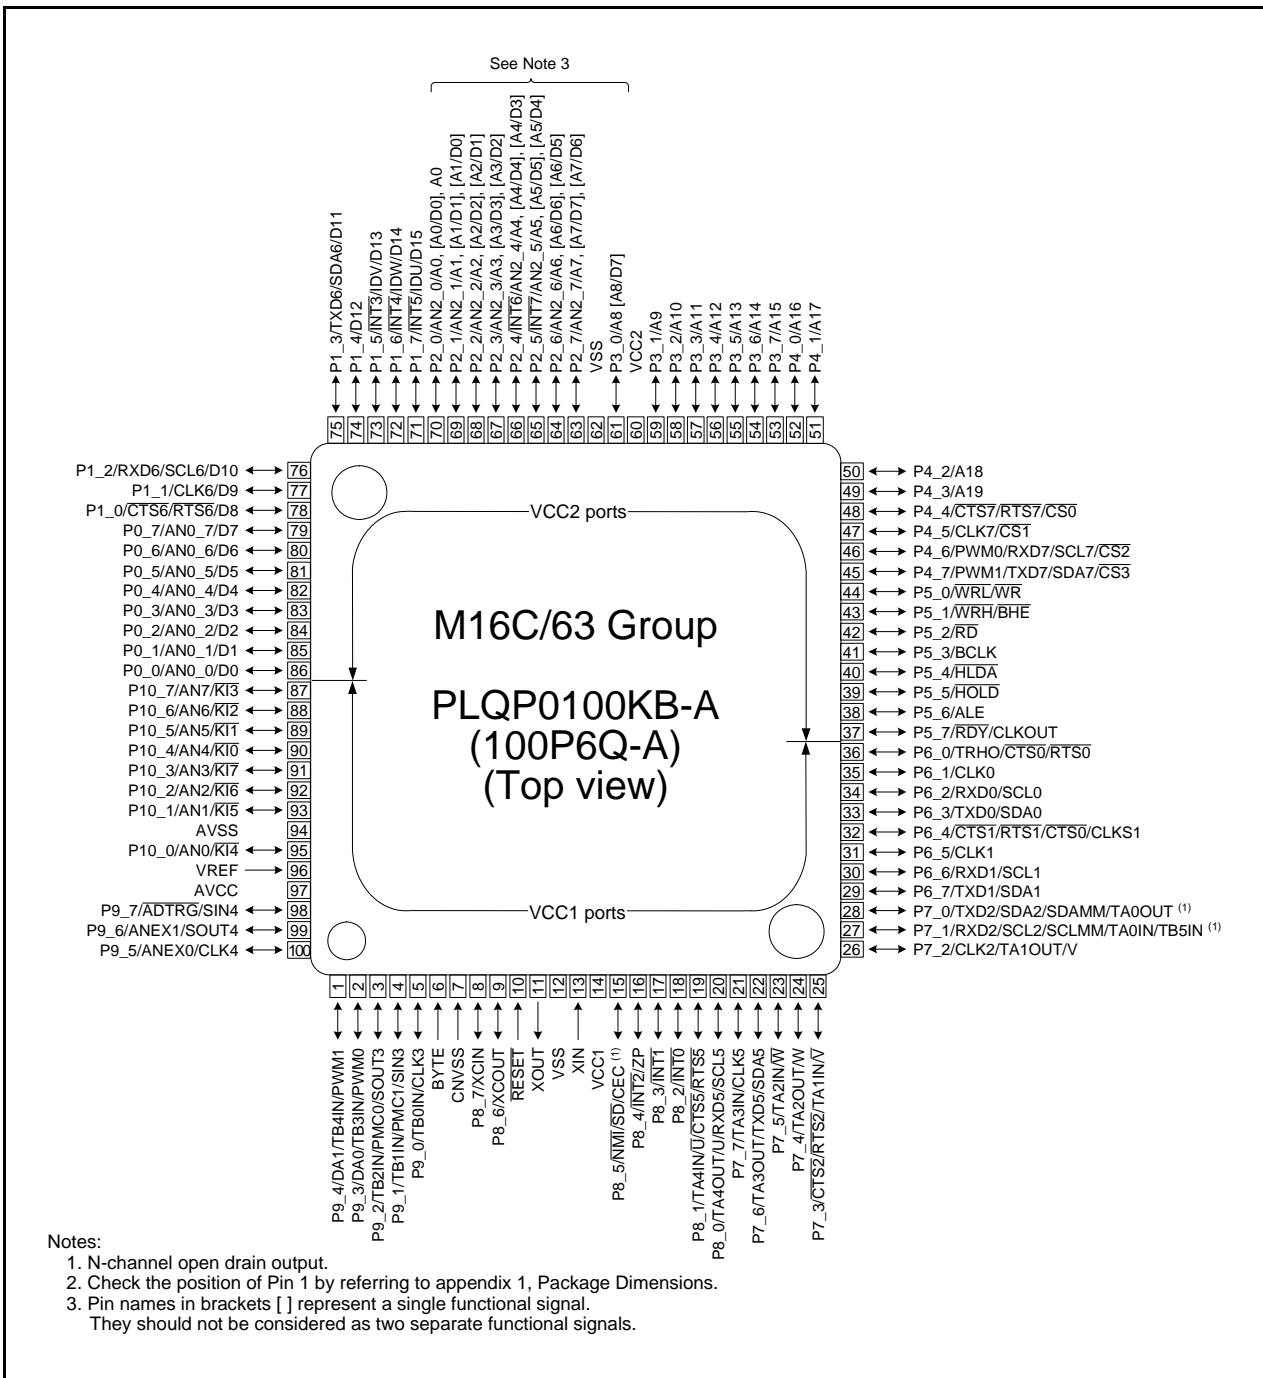 See Note 3
P1_3/TXD6/SDA6/D11
P1_4/D12
P1_5/INT3/IDV/D13
P1_6/INT4/IDW/D14
P1_7/INT5/IDU/D15
P2_0/AN2_0/A0, [A0/D0], A0
P2_1/AN2_1/A1, [A1/D1], [A1/D0]
P2_2/AN2_2/A2, [A2/D2], [A2/D1]
P2_3/AN2_3/A3, [A3/D3], [A3/D2]
P2_4/INT6/AN2_4/A4, [A4/D4], [A4/D3]
P2_5/INT7/AN2_5/A5, [A5/D5], [A5/D4]
P2_6/AN2_6/A6, [A6/D6], [A6/D5]
P2_7/AN2_7/A7, [A7/D7], [A7/D6]
VSS
P3_0/A8 [A8/D7]
VCC2
P3_1/A9
P3_2/A10
P3_3/A11
P3_4/A12
P3_5/A13
P3_6/A14
P3_7/A15
P4_0/A16
P4_1/A17
75 74 73 72 71 70 69 68 67 66 65 64 63 62 61 60 59 58 57 56 55 54 53 52 51
P1_2/RXD6/SCL6/D10 76
P1_1/CLK6/D9 77
P1_0/CTS6/RTS6/D8 78
P0_7/AN0_7/D7 79
P0_6/AN0_6/D6 80
P0_5/AN0_5/D5 81
P0_4/AN0_4/D4 82
P0_3/AN0_3/D3 83
P0_2/AN0_2/D2 84
P0_1/AN0_1/D1 85
P0_0/AN0_0/D0 86
P10_7/AN7/KI3 87
P10_6/AN6/KI2 88
P10_5/AN5/KI1 89
P10_4/AN4/KI0 90
P10_3/AN3/KI7 91
P10_2/AN2/KI6 92
P10_1/AN1/KI5 93
AVSS 94
P10_0/AN0/KI4 95
VREF 96
AVCC 97
P9_7/ADTRG/SIN4 98
P9_6/ANEX1/SOUT4 99
P9_5/ANEX0/CLK4 100
VCC2 ports
M16C/63 Group
PLQP0100KB-A
(100P6Q-A)
(Top view)
VCC1 ports
50 P4_2/A18
49 P4_3/A19
48 P4_4/CTS7/RTS7/CS0
47 P4_5/CLK7/CS1
46 P4_6/PWM0/RXD7/SCL7/CS2
45 P4_7/PWM1/TXD7/SDA7/CS3
44 P5_0/WRL/WR
43 P5_1/WRH/BHE
42 P5_2/RD
41 P5_3/BCLK
40 P5_4/HLDA
39 P5_5/HOLD
38 P5_6/ALE
37 P5_7/RDY/CLKOUT
36 P6_0/TRHO/CTS0/RTS0
35 P6_1/CLK0
34 P6_2/RXD0/SCL0
33 P6_3/TXD0/SDA0
32 P6_4/CTS1/RTS1/CTS0/CLKS1
31 P6_5/CLK1
30 P6_6/RXD1/SCL1
29 P6_7/TXD1/SDA1
28 P7_0/TXD2/SDA2/SDAMM/TA0OUT (1)
27 P7_1/RXD2/SCL2/SCLMM/TA0IN/TB5IN (1)
26 P7_2/CLK2/TA1OUT/V
1 2 3 4 5 6 7 8 9 10 11 12 13 14 15 16 17 18 19 20 21 22 23 24 25
P9_4/DA1/TB4IN/PWM1
P9_3/DA0/TB3IN/PWM0
P9_2/TB2IN/PMC0/SOUT3
P9_1/TB1IN/PMC1/SIN3
P9_0/TB0IN/CLK3
BYTE
CNVSS
P8_7/XCIN
P8_6/XCOUT
RESET
XOUT
VSS
XIN
VCC1
P8_5/NMI/SD/CEC (1)
P8_4/INT2/ZP
P8_3/INT1
P8_2/INT0
P8_1/TA4IN/U/CTS5/RTS5
P8_0/TA4OUT/U/RXD5/SCL5
P7_7/TA3IN/CLK5
P7_6/TA3OUT/TXD5/SDA5
P7_5/TA2IN/W
P7_4/TA2OUT/W
P7_3/CTS2/RTS2/TA1IN/V
Notes:
1. N-channel open drain output.
2. Check the position of Pin 1 by referring to appendix 1, Package Dimensions.
3. Pin names in brackets [ ] represent a single functional signal.
They should not be considered as two separate functional signals.